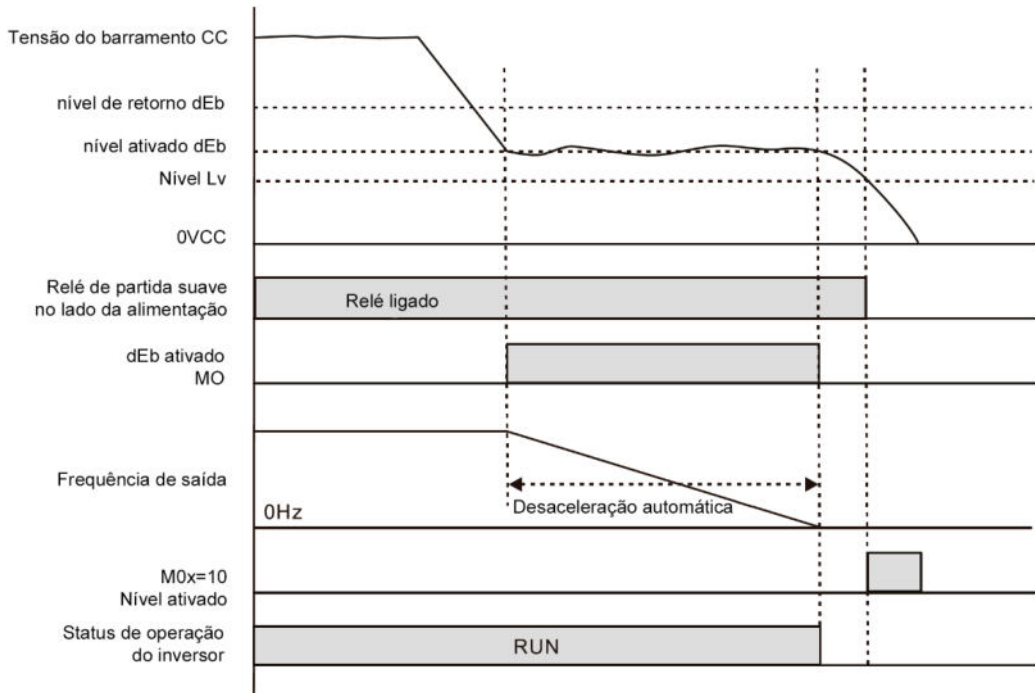 Tensão do barramento CC
nível de retorno dEb
nível ativado dEb
Nível Lv
0VCC
Relé de partida suave
no lado da alimentação
Relé ligado
dEb ativado
MO
Frequência de saída
Desaceleração automática
0Hz
M0x=10
Nível ativado
Status de operação
do inversor
RUN